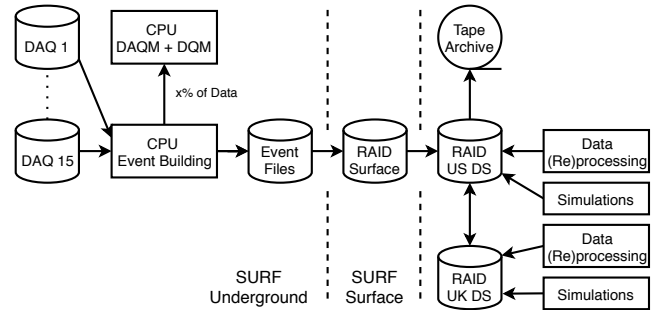 DAQ 1
CPU
DAQM + DQM
Tape
Archive
x% of Data
DAQ 15
CPU
Event Building
Event
Files
RAID
Surface
RAID
US DS
Data
(Re)processing
Simulations
Data
(Re)processing
RAID
UK DS
Simulations
SURF
Underground
SURF
Surface